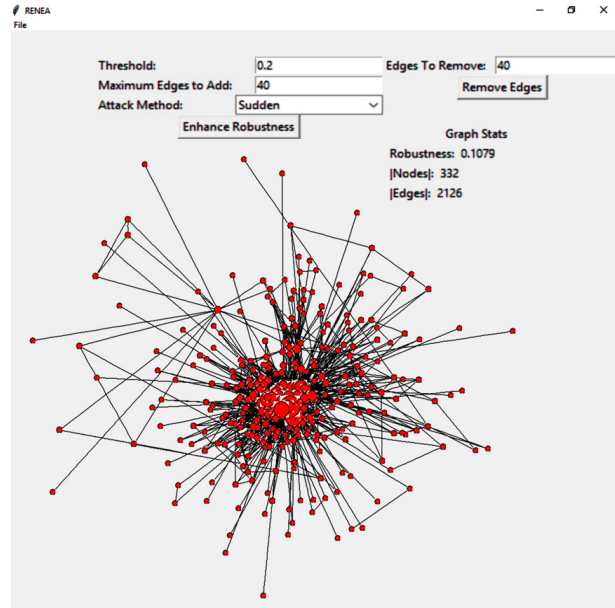 RENEA
File
Threshold: 0.2 Edges To Remove: 40
Maximum Edges to Add: 40 Remove Edges
Attack Method: Sudden
Enhance Robustness
Graph Stats
Robustness: 0.1079
|Nodes|: 332
|Edges|: 2126